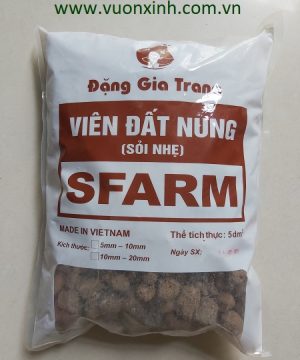 www.vuonxinh.com.vn
Đặng Gia Trang
VIÊN ĐẤT NUNG
(SỎI NHẸ)
SFARM
MADE IN VIETNAM
Thể tích thực: 5dm³
Kích thước:
5mm – 10mm
Ngày SX:
10mm – 20mm